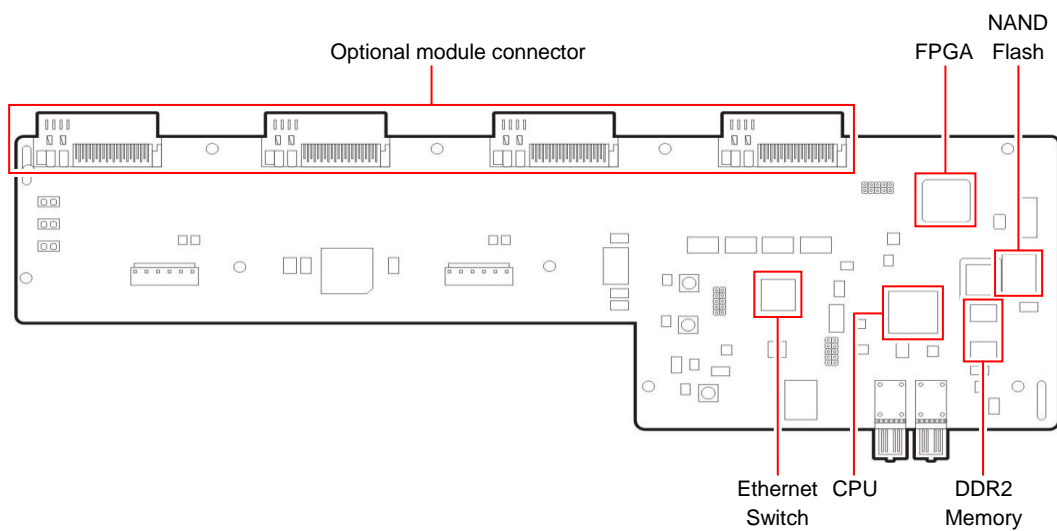 NAND
Optional module connector
FPGA
Flash
Ethernet
CPU
DDR2
Switch
Memory